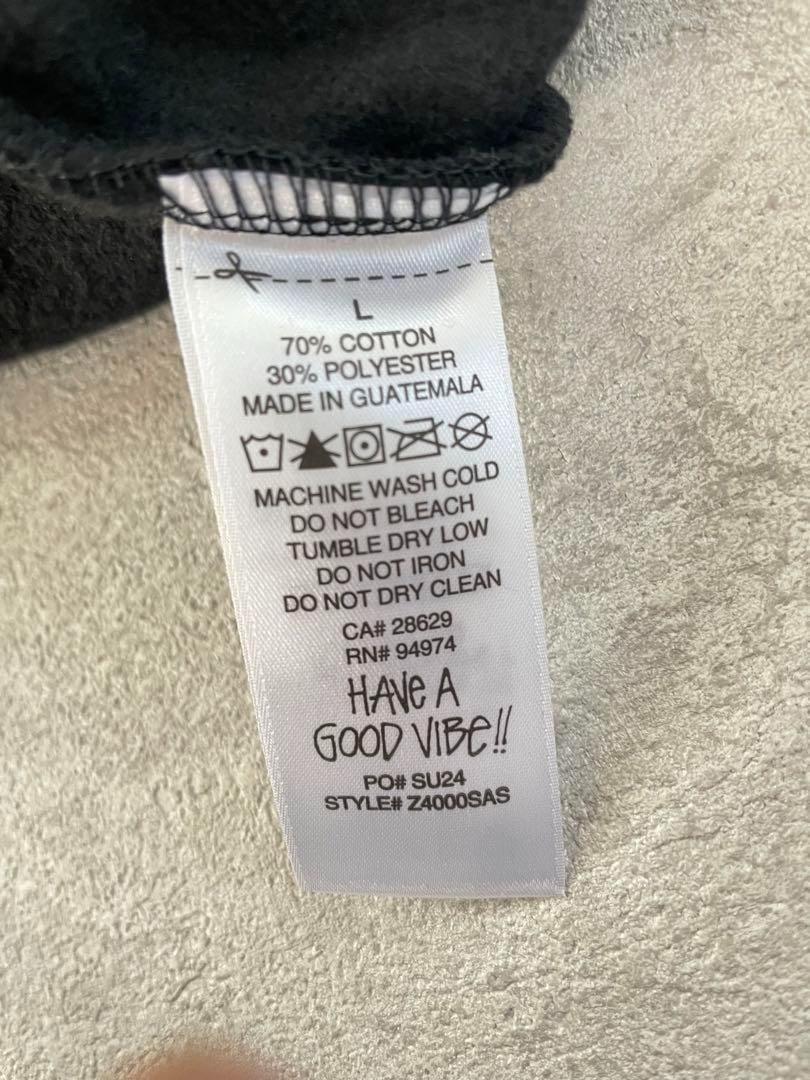 L
70% COTTON
30% POLYESTER
MADE IN GUATEMALA
MACHINE WASH COLD
DO NOT BLEACH
TUMBLE DRY LOW
DO NOT IRON
DO NOT DRY CLEAN
CA# 28629
RN# 94974
HAVE A
GOOD VIBE!!
PO# SU24
STYLE# Z4000SAS